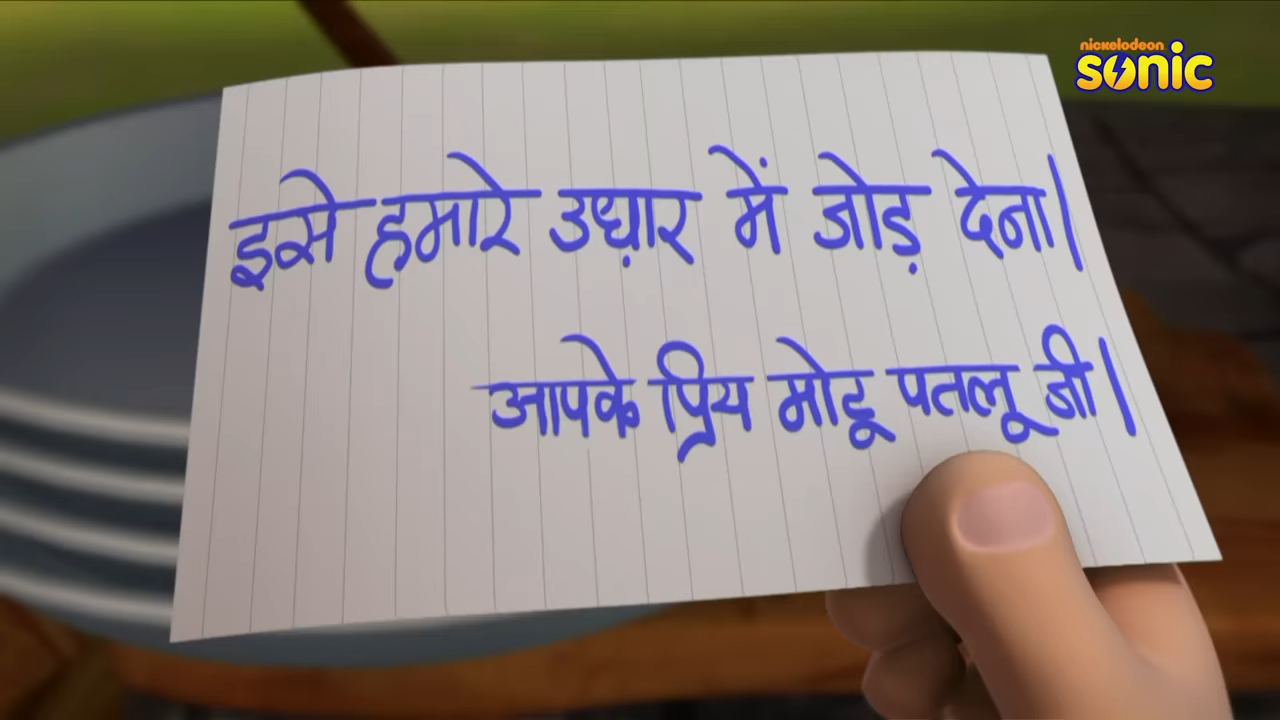 nickelodeon
sonic
इसे हमारे उध़ार में जोड़ देना।
आपके प्रिय मोटू पतलू जी।